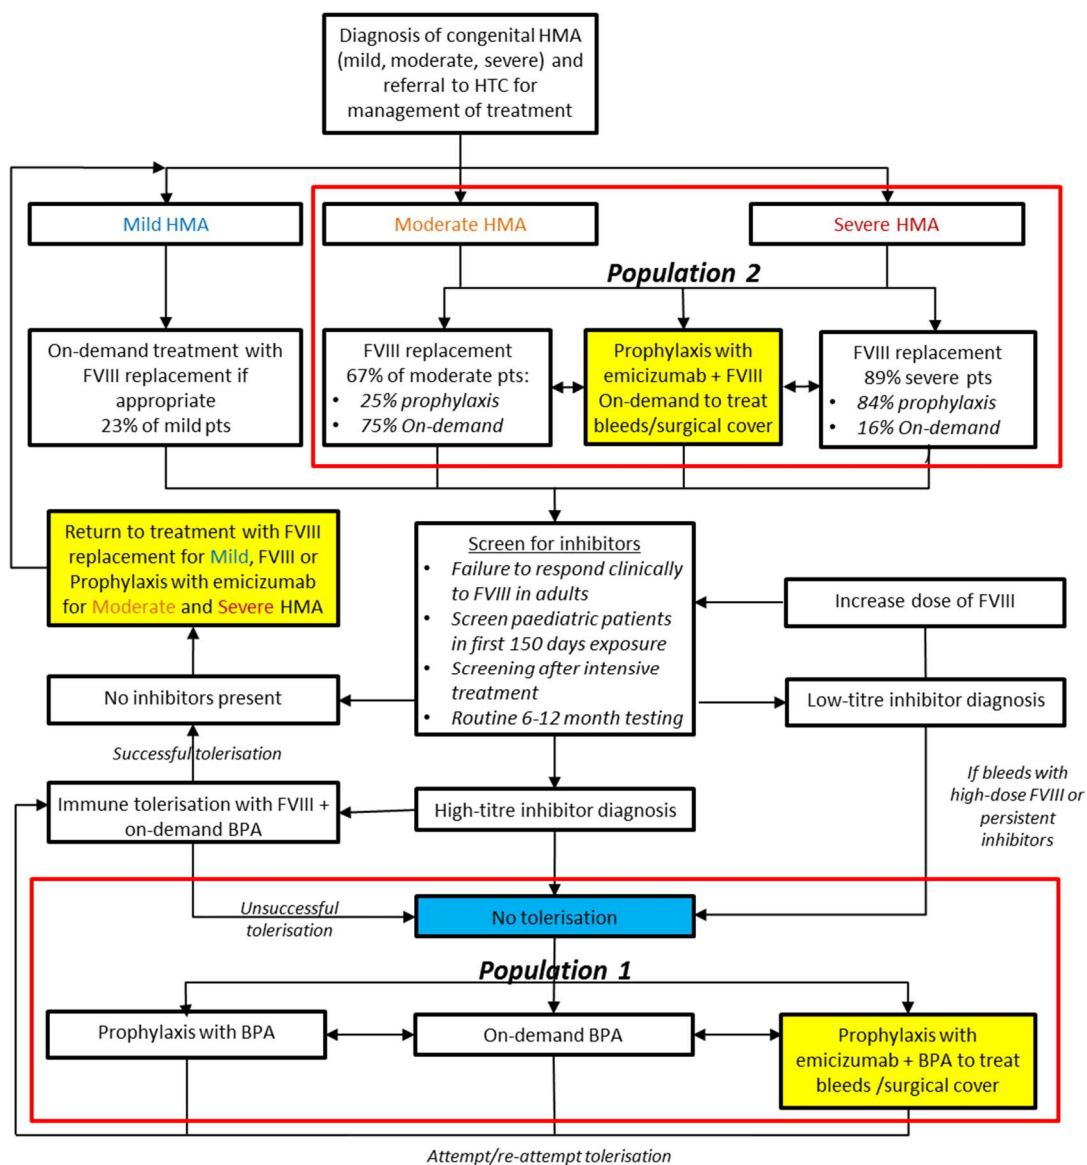 Diagnosis of congenital HMA
(mild, moderate, severe) and
referral to HTC for
management of treatment
Mild HMA
Moderate HMA
Severe HMA
Population 2
On-demand treatment with
FVIII replacement if
appropriate
23% of mild pts
FVIII replacement
67% of moderate pts:
• 25% prophylaxis
• 75% On-demand
Prophylaxis with
emicizumab + FVIII
On-demand to treat
bleeds/surgical cover
FVIII replacement
89% severe pts
• 84% prophylaxis
• 16% On-demand
Return to treatment with FVIII
replacement for Mild, FVIII or
Prophylaxis with emicizumab
for Moderate and Severe HMA
Screen for inhibitors
• Failure to respond clinically
to FVIII in adults
• Screen paediatric patients
in first 150 days exposure
• Screening after intensive
treatment
• Routine 6-12 month testing
Increase dose of FVIII
No inhibitors present
Low-titre inhibitor diagnosis
Successful tolerisation
If bleeds with
high-dose FVIII or
persistent
inhibitors
Immune tolerisation with FVIII +
on-demand BPA
High-titre inhibitor diagnosis
Unsuccessful
tolerisation
No tolerisation
Population 1
Prophylaxis with BPA
On-demand BPA
Prophylaxis with
emicizumab + BPA to treat
bleeds /surgical cover
Attempt/re-attempt tolerisation